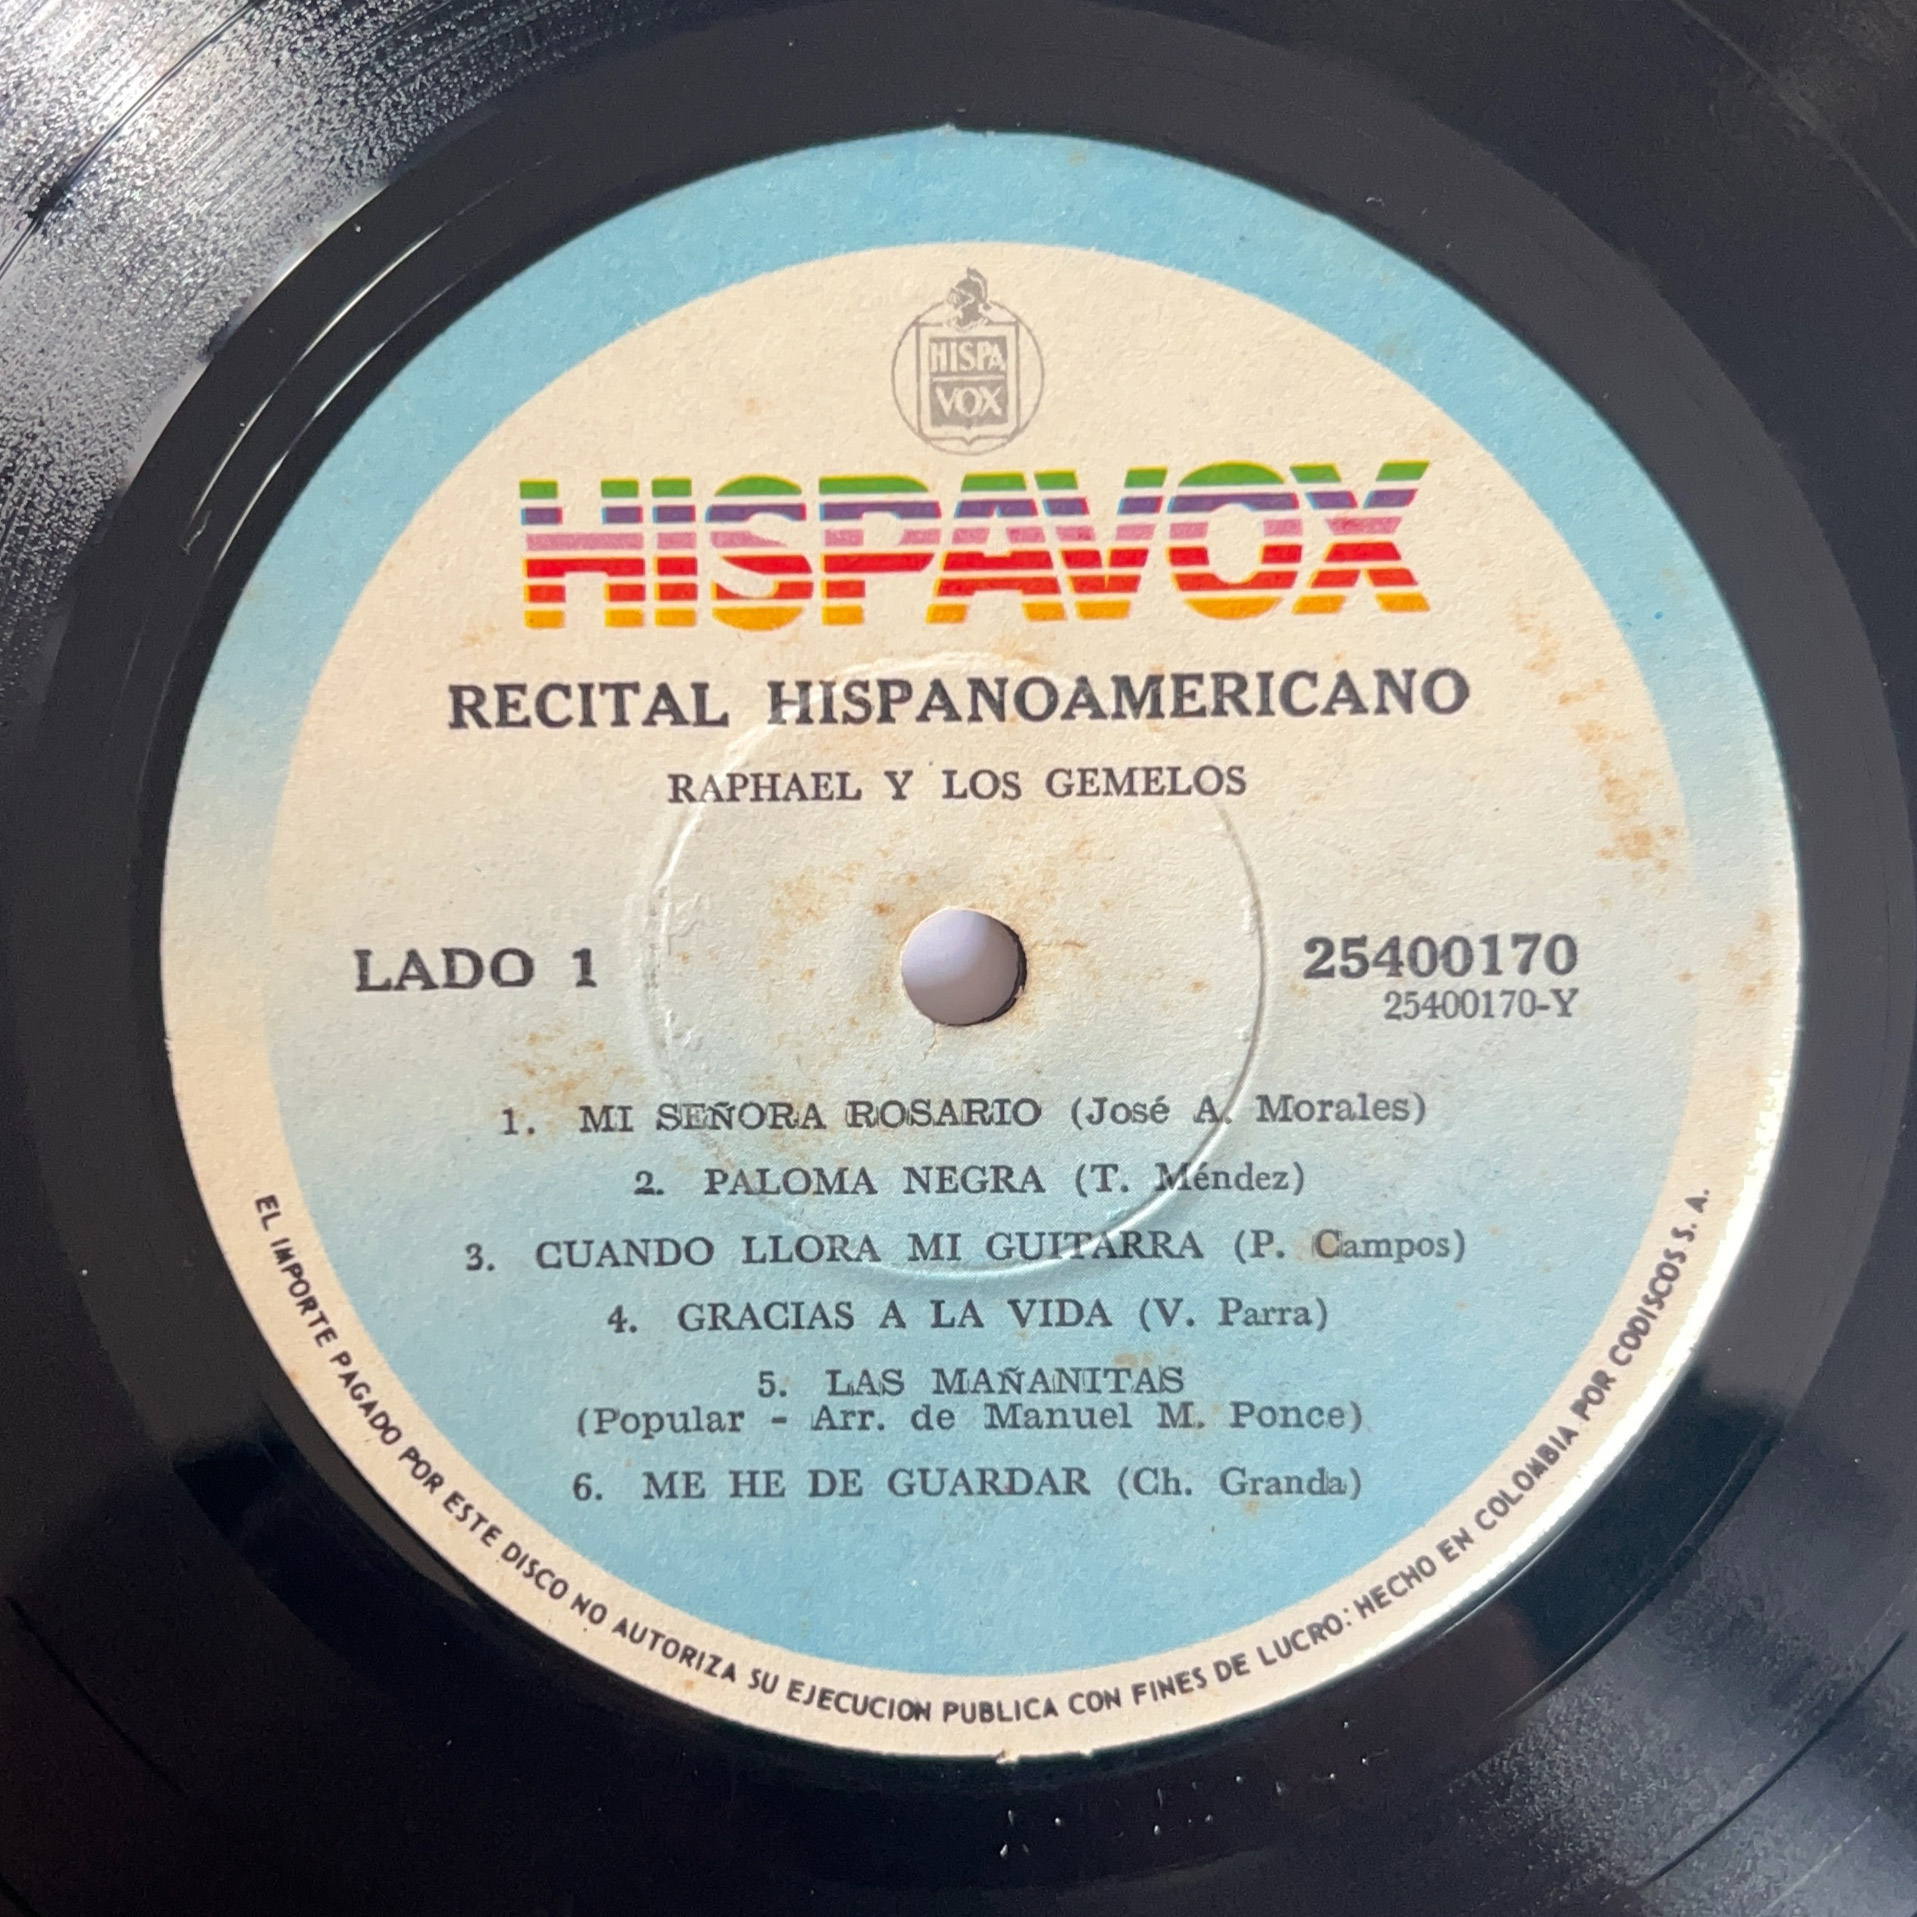 HISPA
VOX
HISPAVOX
RECITAL HISPANOAMERICANO
RAPHAEL Y LOS GEMELOS
LADO 1
25400170
25400170-Y
1. MI SEÑORA ROSARIO (José A. Morales)
2. PALOMA NEGRA (T. Méndez)
3. CUANDO LLORA MI GUITARRA (P. Campos)
4. GRACIAS A LA VIDA (V. Parra)
5. LAS MAÑANITAS
(Popular - Arr. de Manuel M. Ponce)
6. ME HE DE GUARDAR (Ch. Granda)
EL IMPORTE PAGADO POR ESTE DISCO NO AUTORIZA SU EJECUCION PUBLICA CON FINES DE LUCRO: HECHO EN COLOMBIA POR CODISCOS S. A.